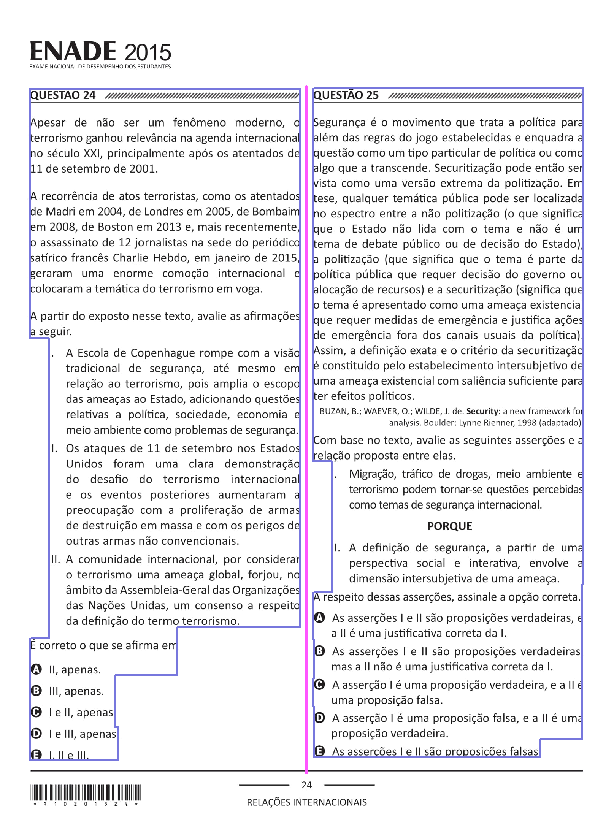 ENADE 2015
EXAME NACIONAL DE DESEMPENHO DOS ESTUDANTES
QUESTÃO 24
Apesar de não ser um fenômeno moderno, o
terrorismo ganhou relevância na agenda internacional
no século XXI, principalmente após os atentados de
11 de setembro de 2001.
A recorrência de atos terroristas, como os atentados
de Madri em 2004, de Londres em 2005, de Bombaim
em 2008, de Boston em 2013 e, mais recentemente,
o assassinato de 12 jornalistas na sede do periódico
satírico francês Charlie Hebdo, em janeiro de 2015,
geraram uma enorme comoção internacional e
colocaram a temática do terrorismo em voga.
A partir do exposto nesse texto, avalie as afirmações
a seguir.
I. A Escola de Copenhague rompe com a visão
tradicional de segurança, até mesmo em
relação ao terrorismo, pois amplia o escopo
das ameaças ao Estado, adicionando questões
relativas a política, sociedade, economia e
meio ambiente como problemas de segurança.
II. Os ataques de 11 de setembro nos Estados
Unidos foram uma clara demonstração
do desafio do terrorismo internacional
e os eventos posteriores aumentaram a
preocupação com a proliferação de armas
de destruição em massa e com os perigos de
outras armas não convencionais.
III. A comunidade internacional, por considerar
o terrorismo uma ameaça global, forjou, no
âmbito da Assembleia-Geral das Organizações
das Nações Unidas, um consenso a respeito
da definição do termo terrorismo.
É correto o que se afirma em
A II, apenas.
B III, apenas.
C I e II, apenas.
D I e III, apenas.
E I, II e III.
QUESTÃO 25
Segurança é o movimento que trata a política para
além das regras do jogo estabelecidas e enquadra a
questão como um tipo particular de política ou como
algo que a transcende. Securitização pode então ser
vista como uma versão extrema da politização. Em
tese, qualquer temática pública pode ser localizada
no espectro entre a não politização (o que significa
que o Estado não lida com o tema e não é um
tema de debate público ou de decisão do Estado),
a politização (que significa que o tema é parte da
política pública que requer decisão do governo ou
alocação de recursos) e a securitização (significa que
o tema é apresentado como uma ameaça existencial
que requer medidas de emergência e justifica ações
de emergência fora dos canais usuais da política).
Assim, a definição exata e o critério da securitização
é constituído pelo estabelecimento intersubjetivo de
uma ameaça existencial com saliência suficiente para
ter efeitos políticos.
BUZAN, B.; WAEVER, O.; WILDE, J. de. Security: a new framework for
analysis. Boulder: Lynne Rienner, 1998 (adaptado).
Com base no texto, avalie as seguintes asserções e a
relação proposta entre elas.
I. Migração, tráfico de drogas, meio ambiente e
terrorismo podem tornar-se questões percebidas
como temas de segurança internacional.
PORQUE
II. A definição de segurança, a partir de uma
perspectiva social e interativa, envolve a
dimensão intersubjetiva de uma ameaça.
A respeito dessas asserções, assinale a opção correta.
A As asserções I e II são proposições verdadeiras, e
a II é uma justificativa correta da I.
B As asserções I e II são proposições verdadeiras,
mas a II não é uma justificativa correta da I.
C A asserção I é uma proposição verdadeira, e a II é
uma proposição falsa.
D A asserção I é uma proposição falsa, e a II é uma
proposição verdadeira.
E As asserções I e II são proposições falsas.
24
RELAÇÕES INTERNACIONAIS